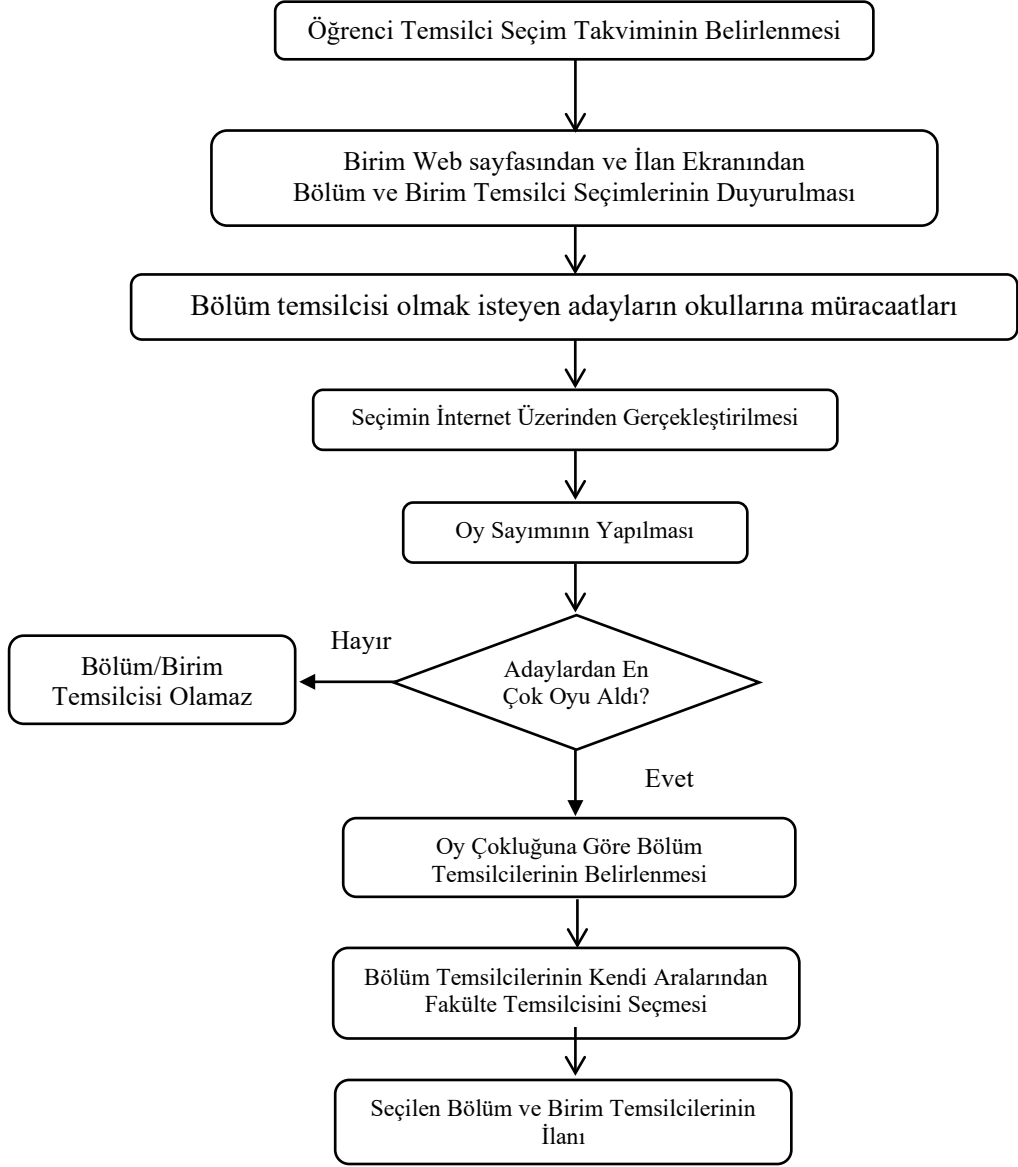 Öğrenci Temsilci Seçim Takviminin Belirlenmesi
Birim Web sayfasından ve İlan Ekranından
Bölüm ve Birim Temsilci Seçimlerinin Duyurulması
Bölüm temsilcisi olmak isteyen adayların okullarına müracaatları
Seçimin İnternet Üzerinden Gerçekleştirilmesi
Oy Sayımının Yapılması
Hayır
Bölüm/Birim
Temsilcisi Olamaz
Adaylardan En
Çok Oyu Aldı?
Evet
Oy Çokluğuna Göre Bölüm
Temsilcilerinin Belirlenmesi
Bölüm Temsilcilerinin Kendi Aralarından
Fakülte Temsilcisini Seçmesi
Seçilen Bölüm ve Birim Temsilcilerinin
İlanı